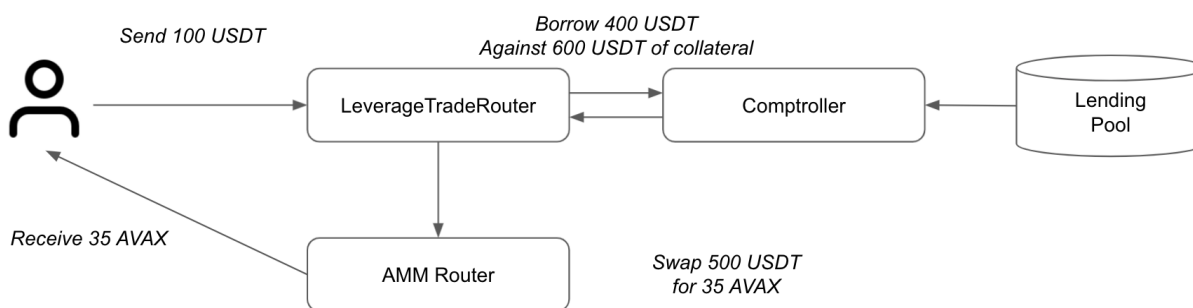 Send 100 USDT
Borrow 400 USDT
Against 600 USDT of collateral
LeverageTradeRouter
Comptroller
Lending
Pool
Receive 35 AVAX
AMM Router
Swap 500 USDT
for 35 AVAX